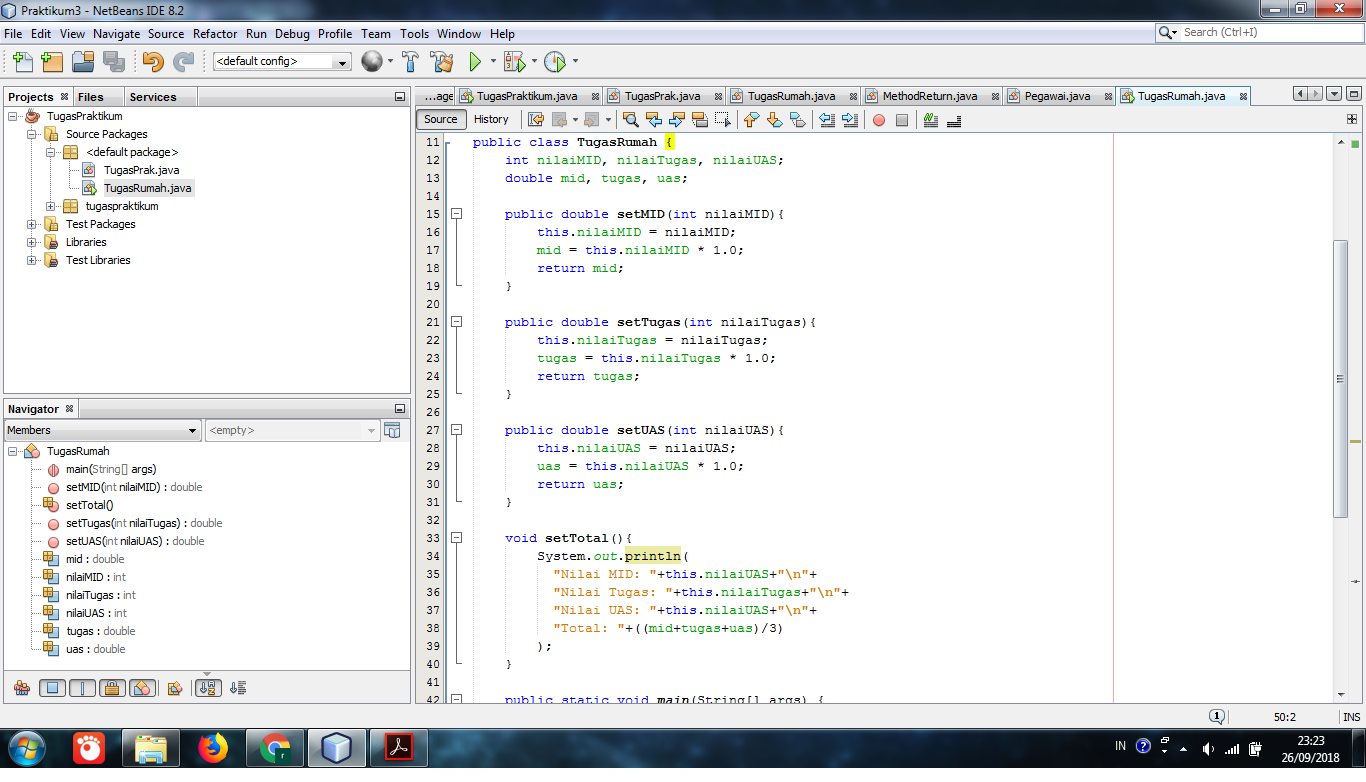 Praktikum3 - NetBeans IDE 8.2
File Edit View Navigate Source Refactor Run Debug Profile Team Tools Window Help
Search (Ctrl+I)
<default config>
Projects Files Services
TugasPraktikum
Source Packages
<default package>
TugasPrak.java
TugasRumah.java
tugaspraktikum
Test Packages
Libraries
Test Libraries
Navigator
Members <empty>
TugasRumah
main(String[] args)
setMID(int nilaiMID) : double
setTotal()
setTugas(int nilaiTugas) : double
setUAS(int nilaiUAS) : double
mid : double
nilaiMID : int
nilaiTugas : int
nilaiUAS : int
tugas : double
uas : double
...age TugasPraktikum.java TugasPrak.java TugasRumah.java MethodReturn.java Pegawai.java TugasRumah.java
Source History
11 public class TugasRumah {
12 int nilaiMID, nilaiTugas, nilaiUAS;
13 double mid, tugas, uas;
14
15 public double setMID(int nilaiMID){
16 this.nilaiMID = nilaiMID;
17 mid = this.nilaiMID * 1.0;
18 return mid;
19 }
20
21 public double setTugas(int nilaiTugas){
22 this.nilaiTugas = nilaiTugas;
23 tugas = this.nilaiTugas * 1.0;
24 return tugas;
25 }
26
27 public double setUAS(int nilaiUAS){
28 this.nilaiUAS = nilaiUAS;
29 uas = this.nilaiUAS * 1.0;
30 return uas;
31 }
32
33 void setTotal(){
34 System.out.println(
35 "Nilai MID: "+this.nilaiUAS+"\n"+
36 "Nilai Tugas: "+this.nilaiTugas+"\n"+
37 "Nilai UAS: "+this.nilaiUAS+"\n"+
38 "Total: "+((mid+tugas+uas)/3)
39 );
40 }
41
42 public static void main(String[] args) {
1 50:2 INS
IN 23:23
26/09/2018